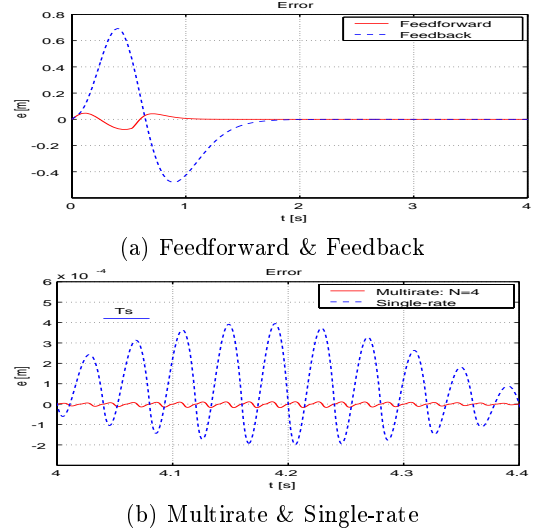 Error
Feedforward
Feedback
0.8
0.6
0.4
0.2
0
-0.2
-0.4
e [m]
0 1 2 3 4
t [s]
(a) Feedforward & Feedback
Error
x 10 -4
Multirate: N=4
Single-rate
Ts
6
5
4
3
2
1
0
-1
-2
e [m]
4 4.1 4.2 4.3 4.4
t [s]
(b) Multirate & Single-rate